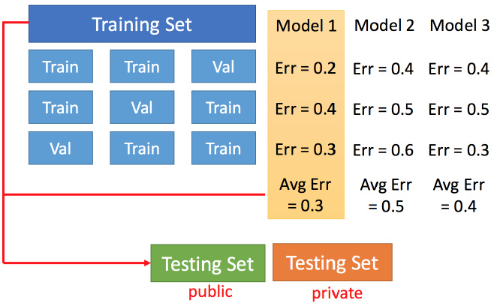 Training Set Model 1 Model 2 Model 3
Train Train Val Err = 0.2 Err = 0.4 Err = 0.4
Train Val Train Err = 0.4 Err = 0.5 Err = 0.5
Val Train Train Err = 0.3 Err = 0.6 Err = 0.3
Avg Err Avg Err Avg Err
= 0.3 = 0.5 = 0.4
Testing Set Testing Set
public private